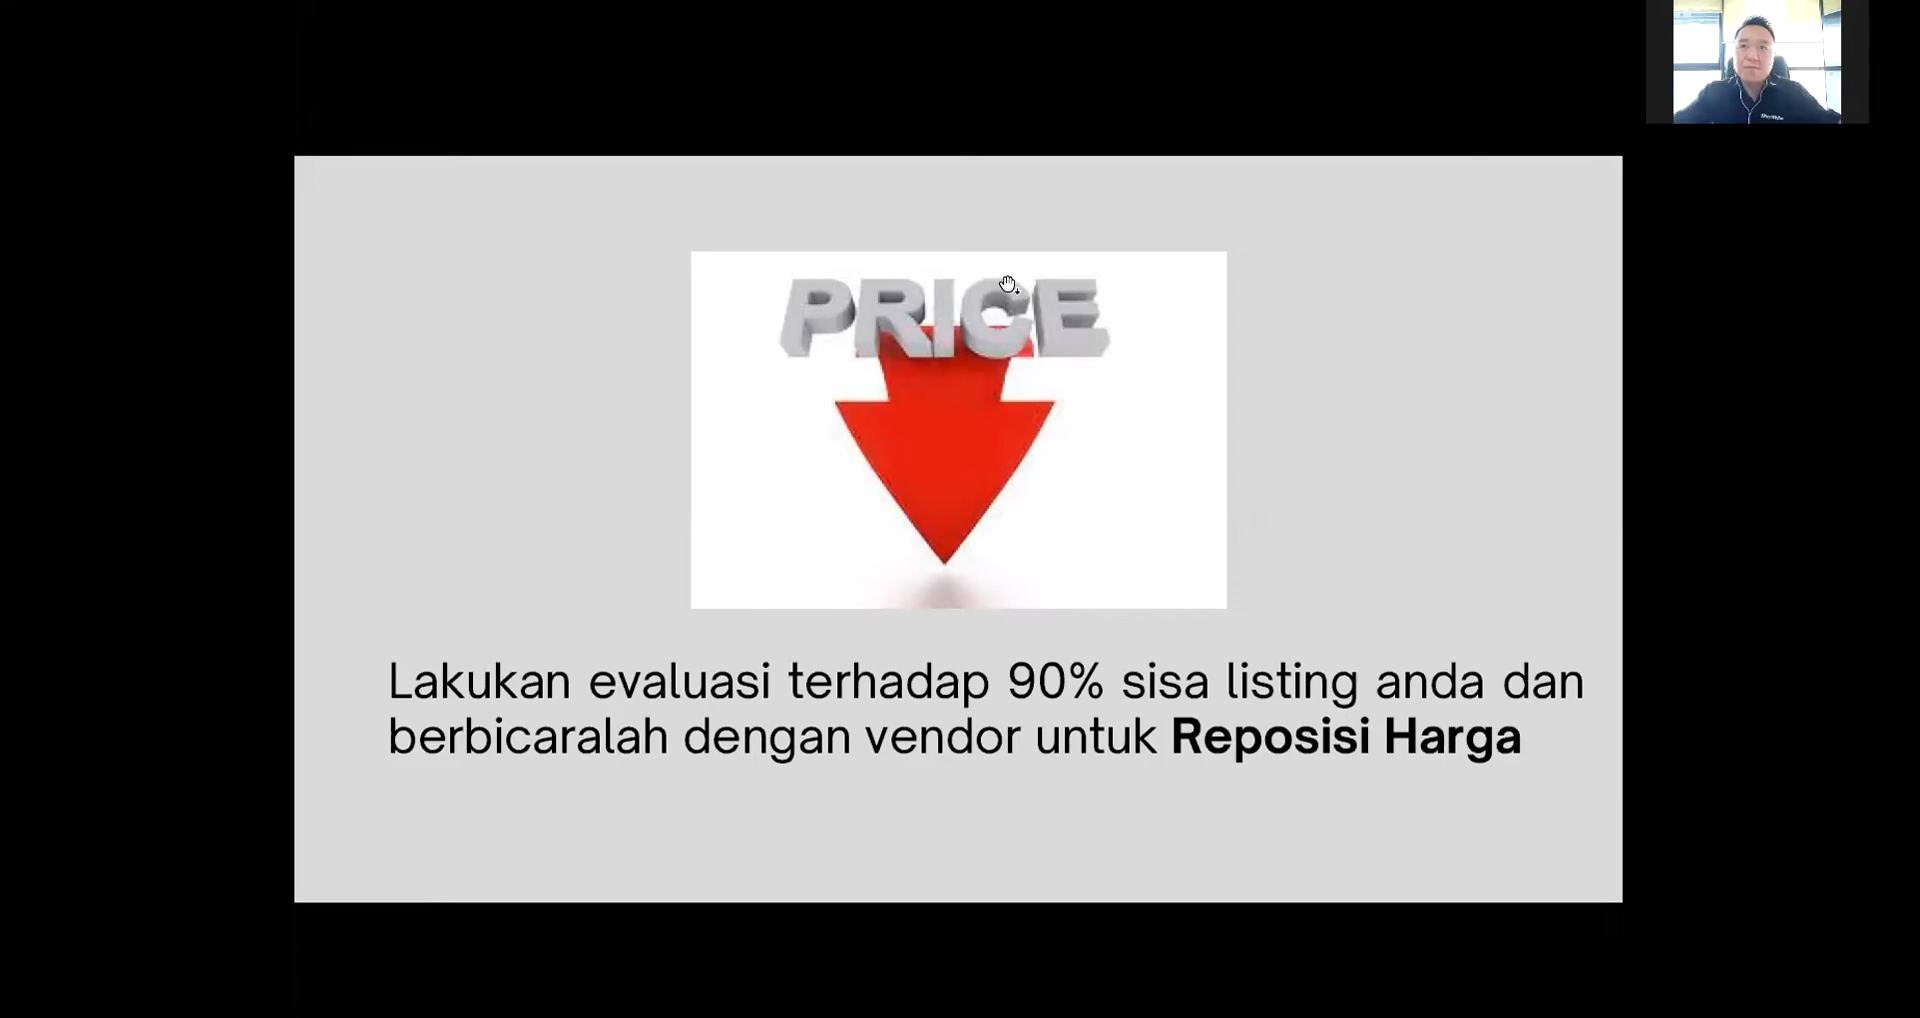 PRICE
Lakukan evaluasi terhadap 90% sisa listing anda dan
berbicaralah dengan vendor untuk Reposisi Harga